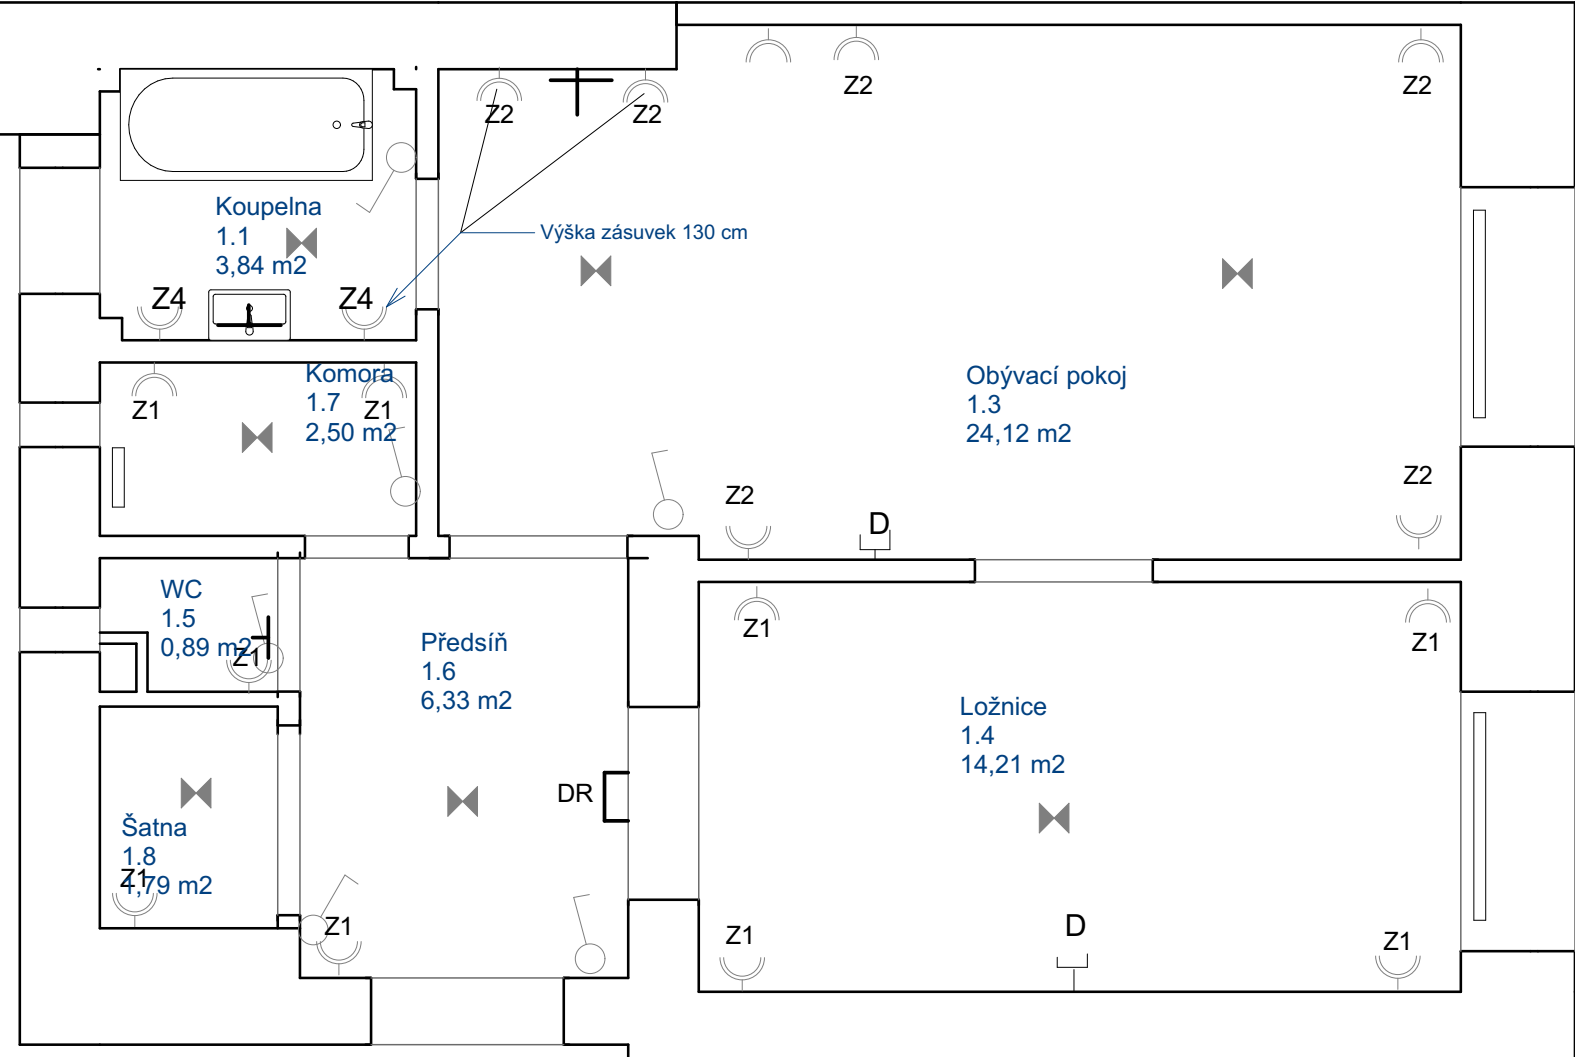 Z2
Z2
Z2
Z2
Koupelna
1.1
3,84 m2
Výška zásuvek 130 cm
Z4
Z4
Komora
1.7
2,50 m2
Z1
Z1
Obývací pokoj
1.3
24,12 m2
Z2
D
Z2
WC
1.5
0,89 m2
Z1
Předsíň
1.6
6,33 m2
Z1
Z1
Ložnice
1.4
14,21 m2
DR
Šatna
1.8
1,79 m2
Z1
Z1
Z1
D
Z1